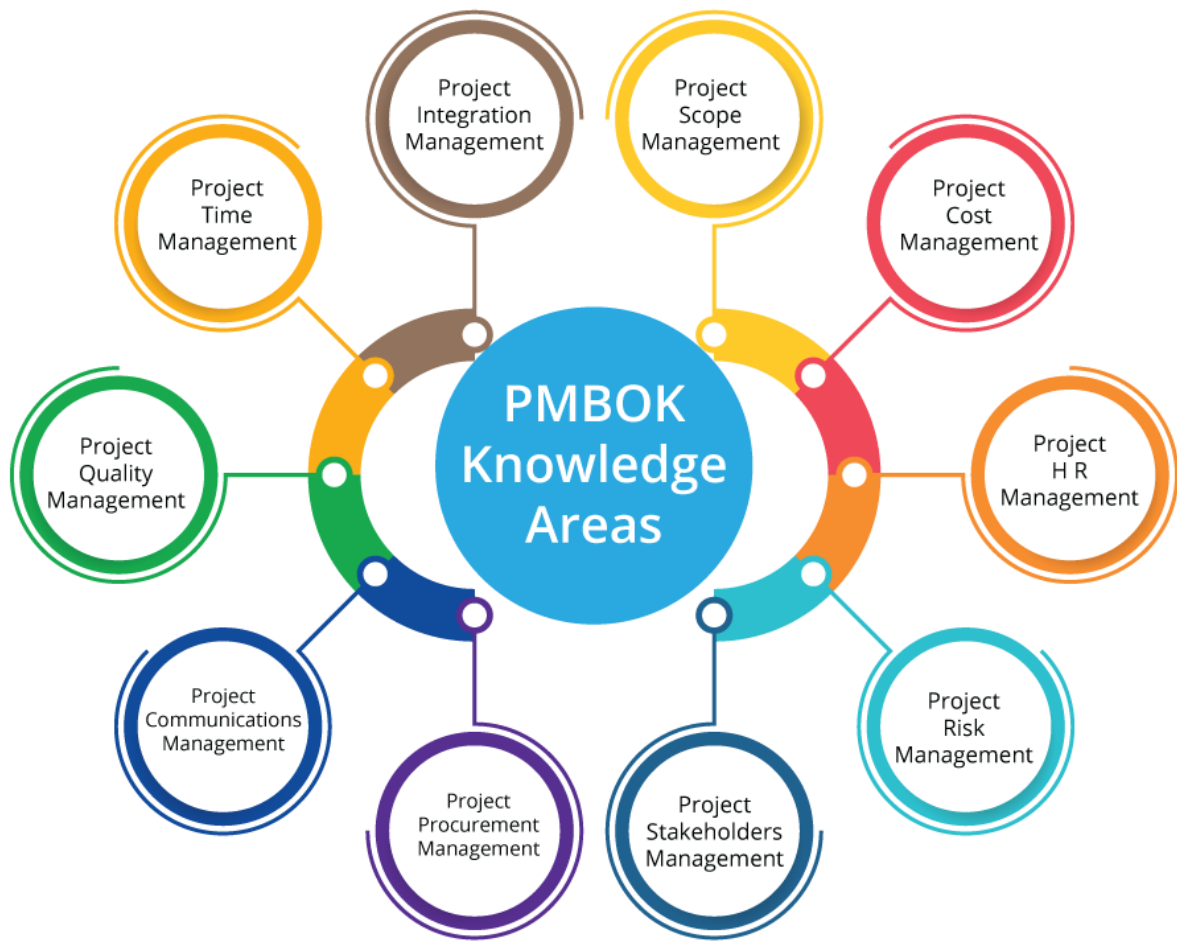 Project
Integration
Management
Project
Scope
Management
Project
Time
Management
Project
Cost
Management
PMBOK
Knowledge
Areas
Project
Quality
Management
Project
H R
Management
Project
Communications
Management
Project
Risk
Management
Project
Procurement
Management
Project
Stakeholders
Management